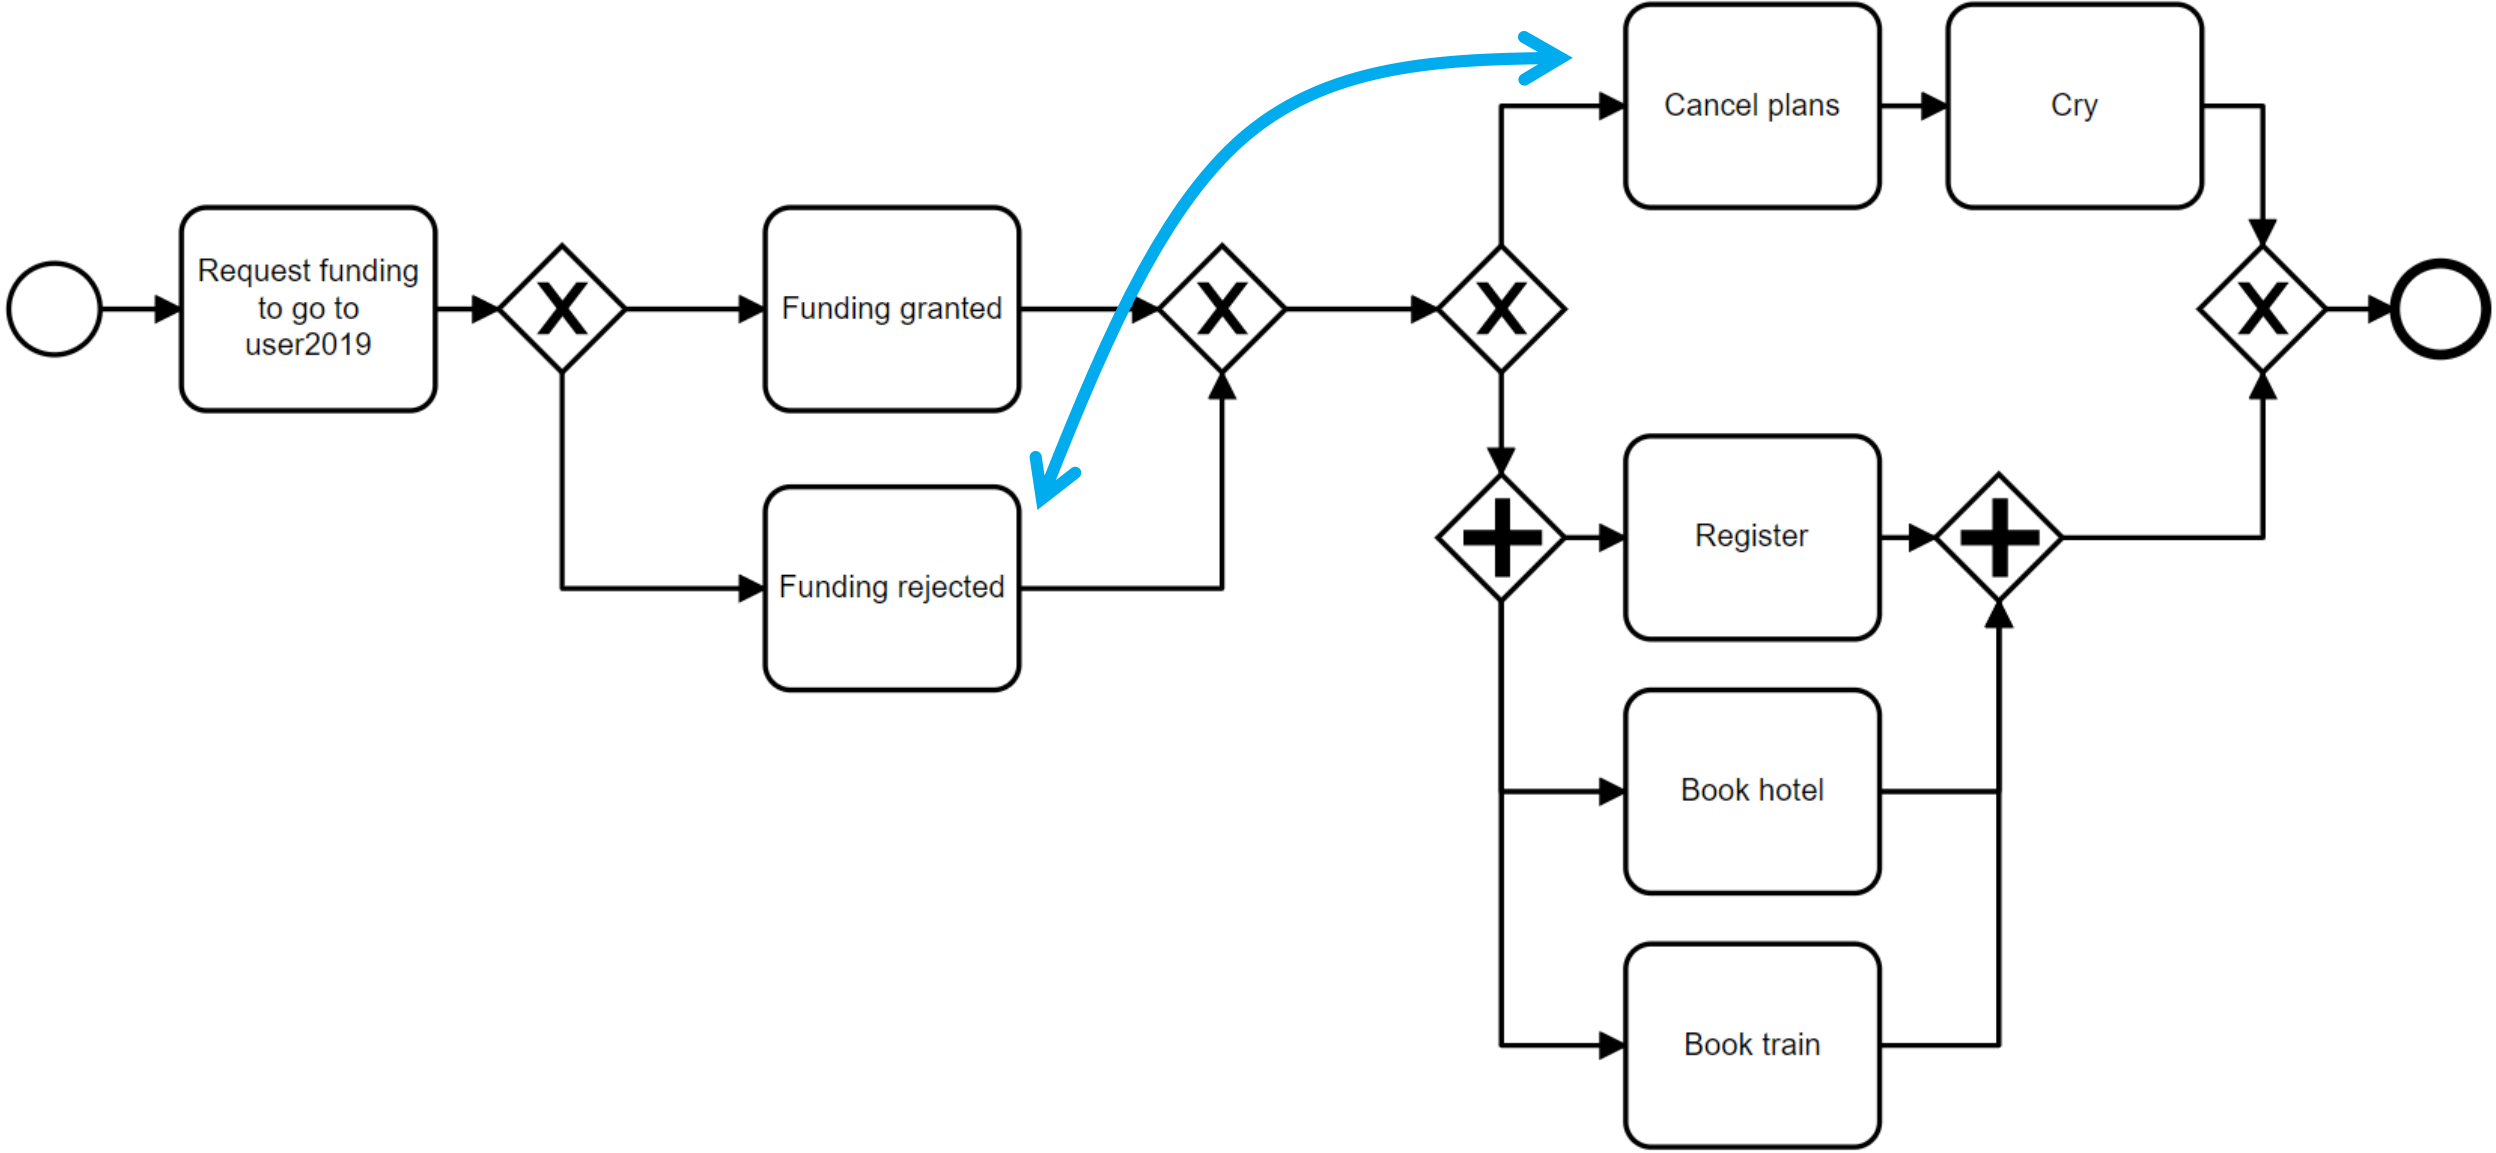 Request funding
to go to
user2019
Funding granted
Funding rejected
Cancel plans
Cry
Register
Book hotel
Book train